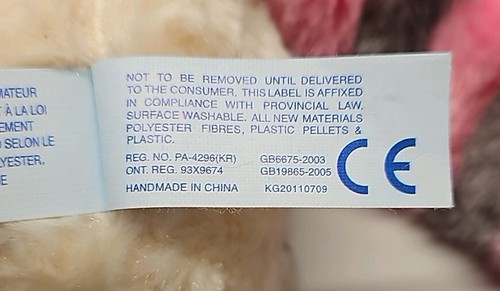 MATEUR
T À LA LOI
EMENT
SELON LE
YESTER,
E
NOT TO BE REMOVED UNTIL DELIVERED
TO THE CONSUMER, THIS LABEL IS AFFIXED
IN COMPLIANCE WITH PROVINCIAL LAW.
SURFACE WASHABLE. ALL NEW MATERIALS
POLYESTER FIBRES, PLASTIC PELLETS &
PLASTIC.
REG. NO. PA-4296(KR) GB6675-2003
ONT. REG. 93X9674 GB19865-2005
HANDMADE IN CHINA KG20110709
CE